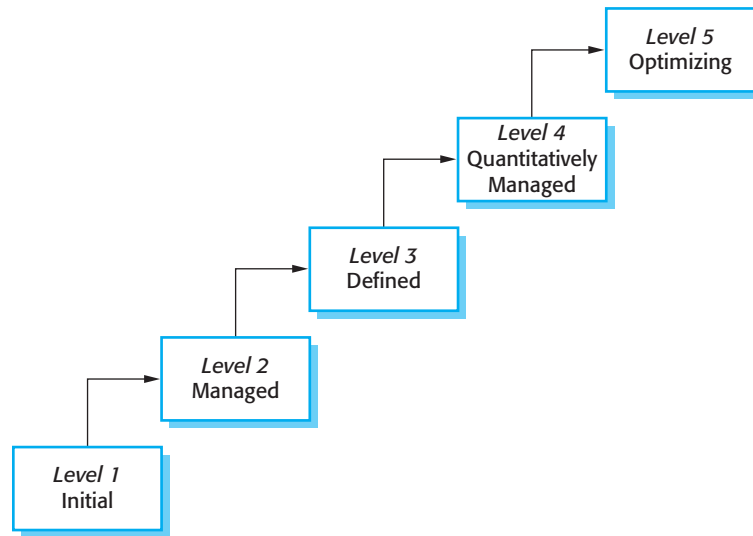 Level 5
Optimizing
Level 4
Quantitatively
Managed
Level 3
Defined
Level 2
Managed
Level 1
Initial